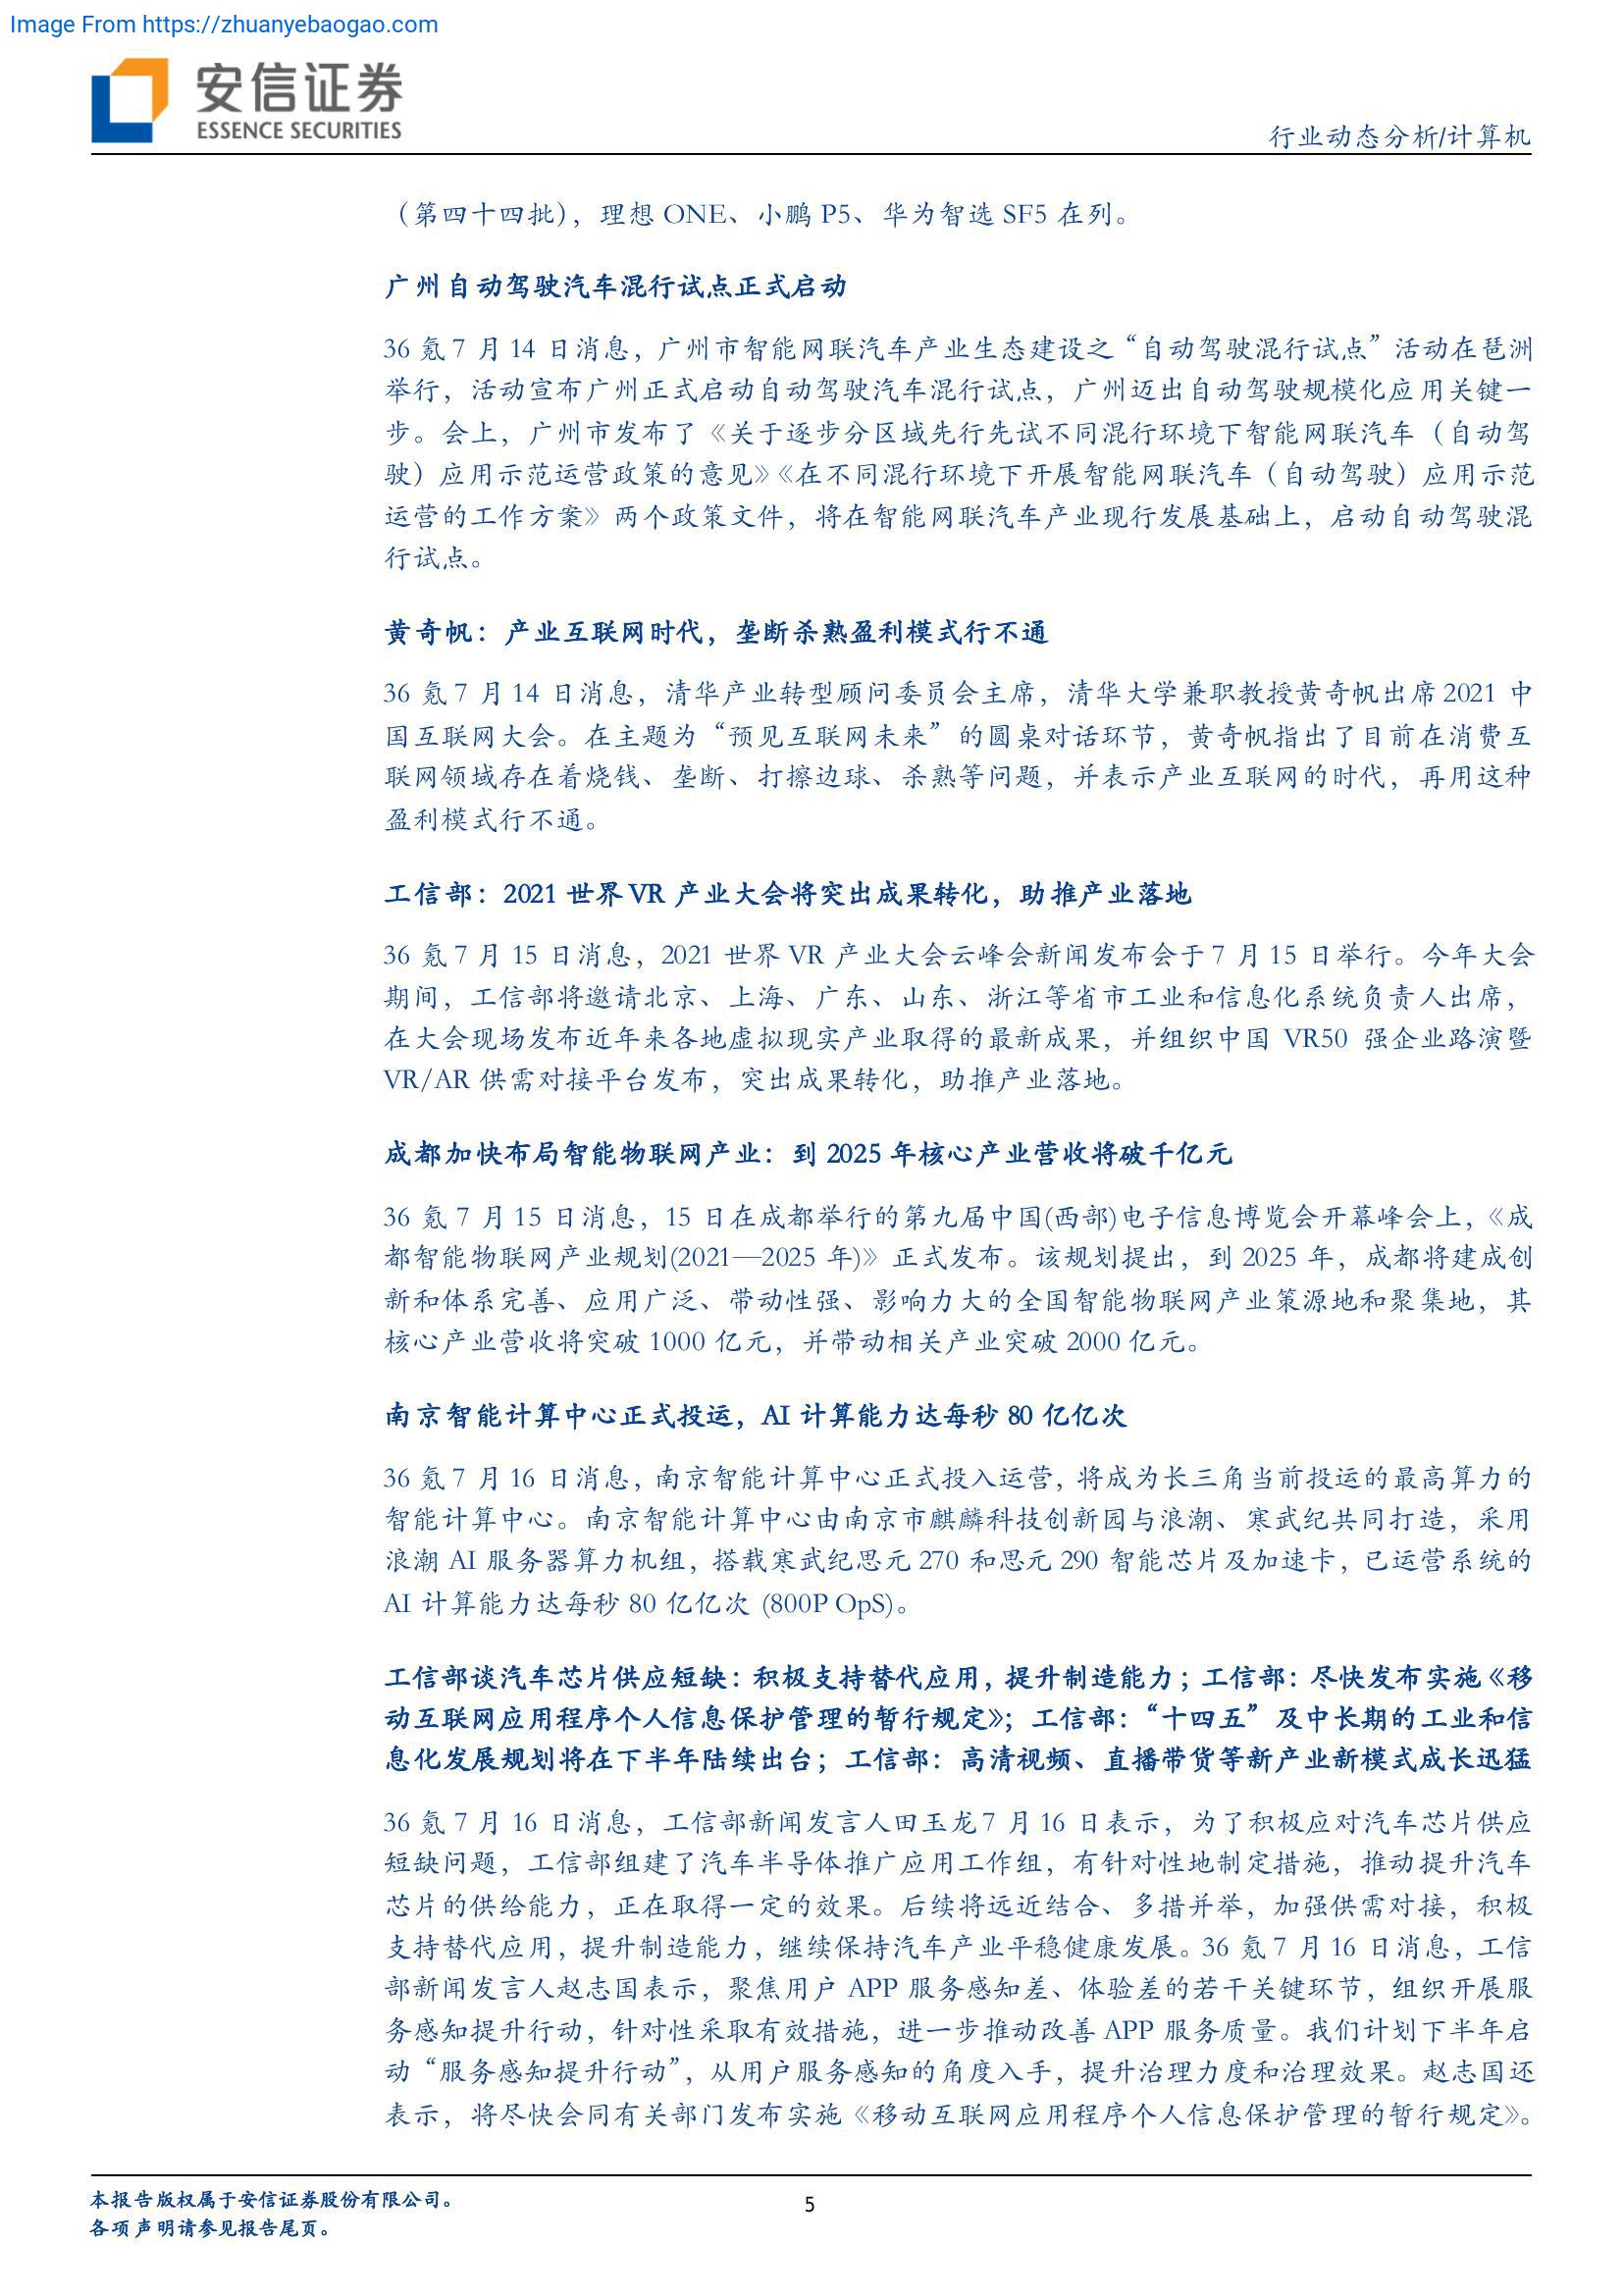 Image From https://zhuanyebaogao.com
安信证券
ESSENCE SECURITIES
行业动态分析/计算机
（第四十四批），理想 ONE、小鹏 P5、华为智选 SF5 在列。
广州自动驾驶汽车混行试点正式启动
36 氪 7 月 14 日消息，广州市智能网联汽车产业生态建设之“自动驾驶混行试点”活动在琶洲
举行，活动宣布广州正式启动自动驾驶汽车混行试点，广州迈出自动驾驶规模化应用关键一
步。会上，广州市发布了《关于逐步分区域先行先试不同混行环境下智能网联汽车（自动驾
驶）应用示范运营政策的意见》《在不同混行环境下开展智能网联汽车（自动驾驶）应用示范
运营的工作方案》两个政策文件，将在智能网联汽车产业现行发展基础上，启动自动驾驶混
行试点。
黄奇帆：产业互联网时代，垄断杀熟盈利模式行不通
36 氪 7 月 14 日消息，清华产业转型顾问委员会主席，清华大学兼职教授黄奇帆出席 2021 中
国互联网大会。在主题为“预见互联网未来”的圆桌对话环节，黄奇帆指出了目前在消费互
联网领域存在着烧钱、垄断、打擦边球、杀熟等问题，并表示产业互联网的时代，再用这种
盈利模式行不通。
工信部：2021 世界 VR 产业大会将突出成果转化，助推产业落地
36 氪 7 月 15 日消息，2021 世界 VR 产业大会云峰会新闻发布会于 7 月 15 日举行。今年大会
期间，工信部将邀请北京、上海、广东、山东、浙江等省市工业和信息化系统负责人出席，
在大会现场发布近年来各地虚拟现实产业取得的最新成果，并组织中国 VR50 强企业路演暨
VR/AR 供需对接平台发布，突出成果转化，助推产业落地。
成都加快布局智能物联网产业：到 2025 年核心产业营收将破千亿元
36 氪 7 月 15 日消息，15 日在成都举行的第九届中国(西部)电子信息博览会开幕峰会上，《成
都智能物联网产业规划(2021—2025 年)》正式发布。该规划提出，到 2025 年，成都将建成创
新和体系完善、应用广泛、带动性强、影响力大的全国智能物联网产业策源地和聚集地，其
核心产业营收将突破 1000 亿元，并带动相关产业突破 2000 亿元。
南京智能计算中心正式投运，AI 计算能力达每秒 80 亿亿次
36 氪 7 月 16 日消息，南京智能计算中心正式投入运营，将成为长三角当前投运的最高算力的
智能计算中心。南京智能计算中心由南京市麒麟科技创新园与浪潮、寒武纪共同打造，采用
浪潮 AI 服务器算力机组，搭载寒武纪思元 270 和思元 290 智能芯片及加速卡，已运营系统的
AI 计算能力达每秒 80 亿亿次 (800P OpS)。
工信部谈汽车芯片供应短缺：积极支持替代应用，提升制造能力；工信部：尽快发布实施《移
动互联网应用程序个人信息保护管理的暂行规定》；工信部：“十四五”及中长期的工业和信
息化发展规划将在下半年陆续出台；工信部：高清视频、直播带货等新产业新模式成长迅猛
36 氪 7 月 16 日消息，工信部新闻发言人田玉龙 7 月 16 日表示，为了积极应对汽车芯片供应
短缺问题，工信部组建了汽车半导体推广应用工作组，有针对性地制定措施，推动提升汽车
芯片的供给能力，正在取得一定的效果。后续将远近结合、多措并举，加强供需对接，积极
支持替代应用，提升制造能力，继续保持汽车产业平稳健康发展。36 氪 7 月 16 日消息，工信
部新闻发言人赵志国表示，聚焦用户 APP 服务感知差、体验差的若干关键环节，组织开展服
务感知提升行动，针对性采取有效措施，进一步推动改善 APP 服务质量。我们计划下半年启
动“服务感知提升行动”，从用户服务感知的角度入手，提升治理力度和治理效果。赵志国还
表示，将尽快会同有关部门发布实施《移动互联网应用程序个人信息保护管理的暂行规定》。
本报告版权属于安信证券股份有限公司。
各项声明请参见报告尾页。
5